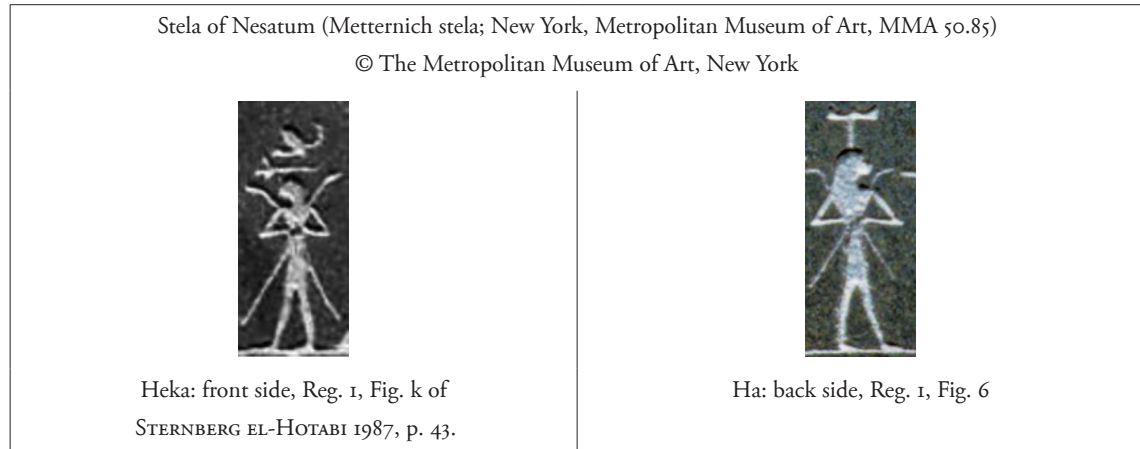 Stela of Nesatum (Metternich stela; New York, Metropolitan Museum of Art, MMA 50.85)
© The Metropolitan Museum of Art, New York
Heka: front side, Reg. 1, Fig. k of
STERNBERG EL-HOTABI 1987, p. 43.
Ha: back side, Reg. 1, Fig. 6